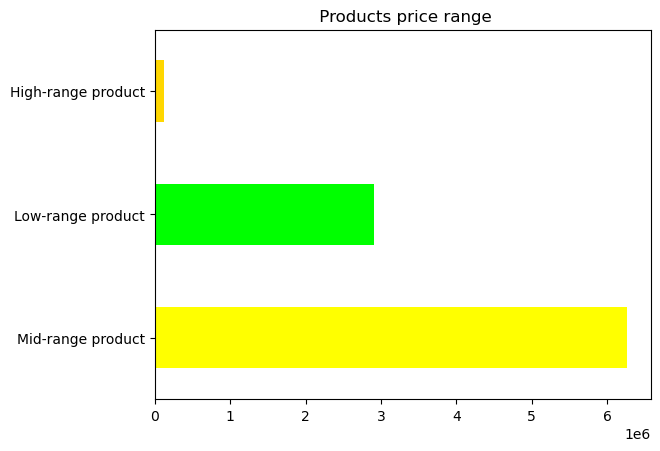 Products price range
High-range product
Low-range product
Mid-range product
0 1 2 3 4 5 6
1e6